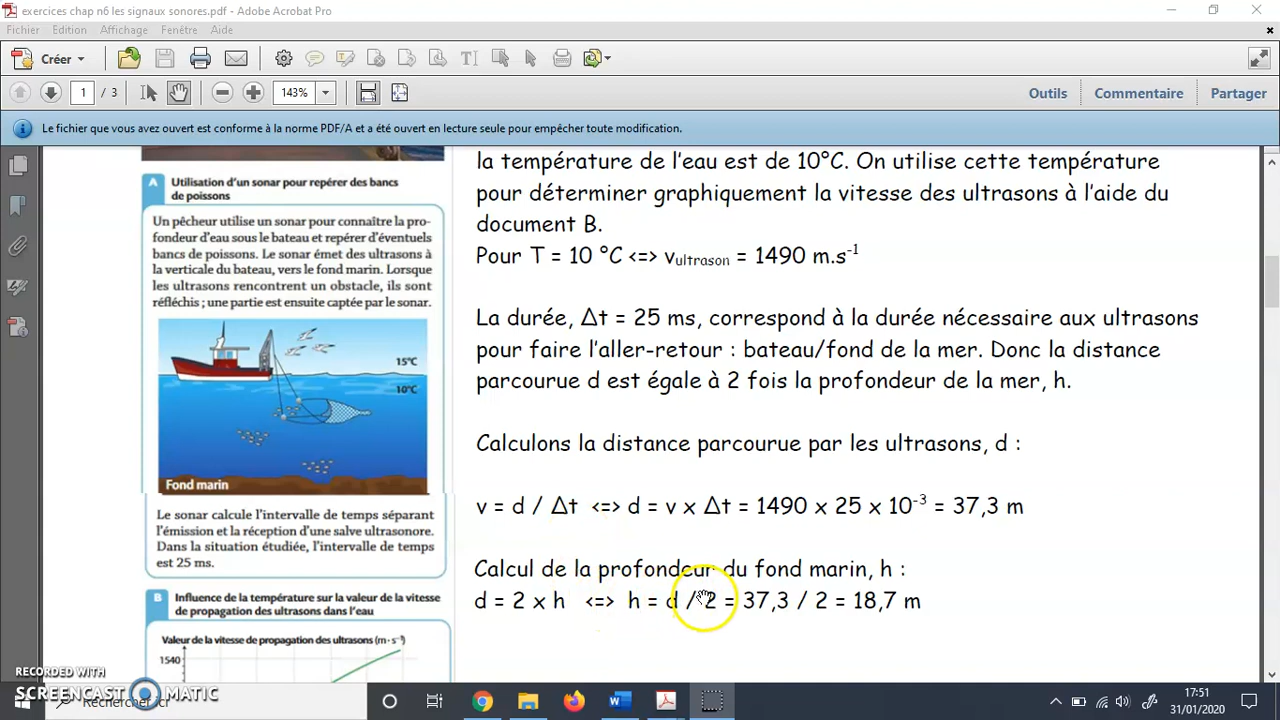 exercices chap n6 les signaux sonores.pdf - Adobe Acrobat Pro
Fichier Edition Affichage Fenêtre Aide
Créer
1 / 3 143% Outils Commentaire Partager
Le fichier que vous avez ouvert est conforme à la norme PDF/A et a été ouvert en lecture seule pour empêcher toute modification.
A Utilisation d'un sonar pour repérer des bancs
de poissons
Un pêcheur utilise un sonar pour connaître la pro-
fondeur d'eau sous le bateau et repérer d'éventuels
bancs de poissons. Le sonar émet des ultrasons à
la verticale du bateau, vers le fond marin. Lorsque
les ultrasons rencontrent un obstacle, ils sont
réfléchis ; une partie est ensuite captée par le sonar.
15°C
10°C
Fond marin
Le sonar calcule l'intervalle de temps séparant
l'émission et la réception d'une salve ultrasonore.
Dans la situation étudiée, l'intervalle de temps
est 25 ms.
B Influence de la température sur la valeur de la vitesse
de propagation des ultrasons dans l'eau
Valeur de la vitesse de propagation des ultrasons (m · s⁻¹)
1540
la température de l'eau est de 10°C. On utilise cette température
pour déterminer graphiquement la vitesse des ultrasons à l'aide du
document B.
Pour T = 10 °C <=> vultrason = 1490 m.s⁻¹
La durée, Δt = 25 ms, correspond à la durée nécessaire aux ultrasons
pour faire l'aller-retour : bateau/fond de la mer. Donc la distance
parcourue d est égale à 2 fois la profondeur de la mer, h.
Calculons la distance parcourue par les ultrasons, d :
v = d / Δt <=> d = v x Δt = 1490 x 25 x 10⁻³ = 37,3 m
Calcul de la profondeur du fond marin, h :
d = 2 x h <=> h = d / 2 = 37,3 / 2 = 18,7 m
RECORDED WITH
SCREENCAST MATIC
Rechercher ici
17:51
31/01/2020